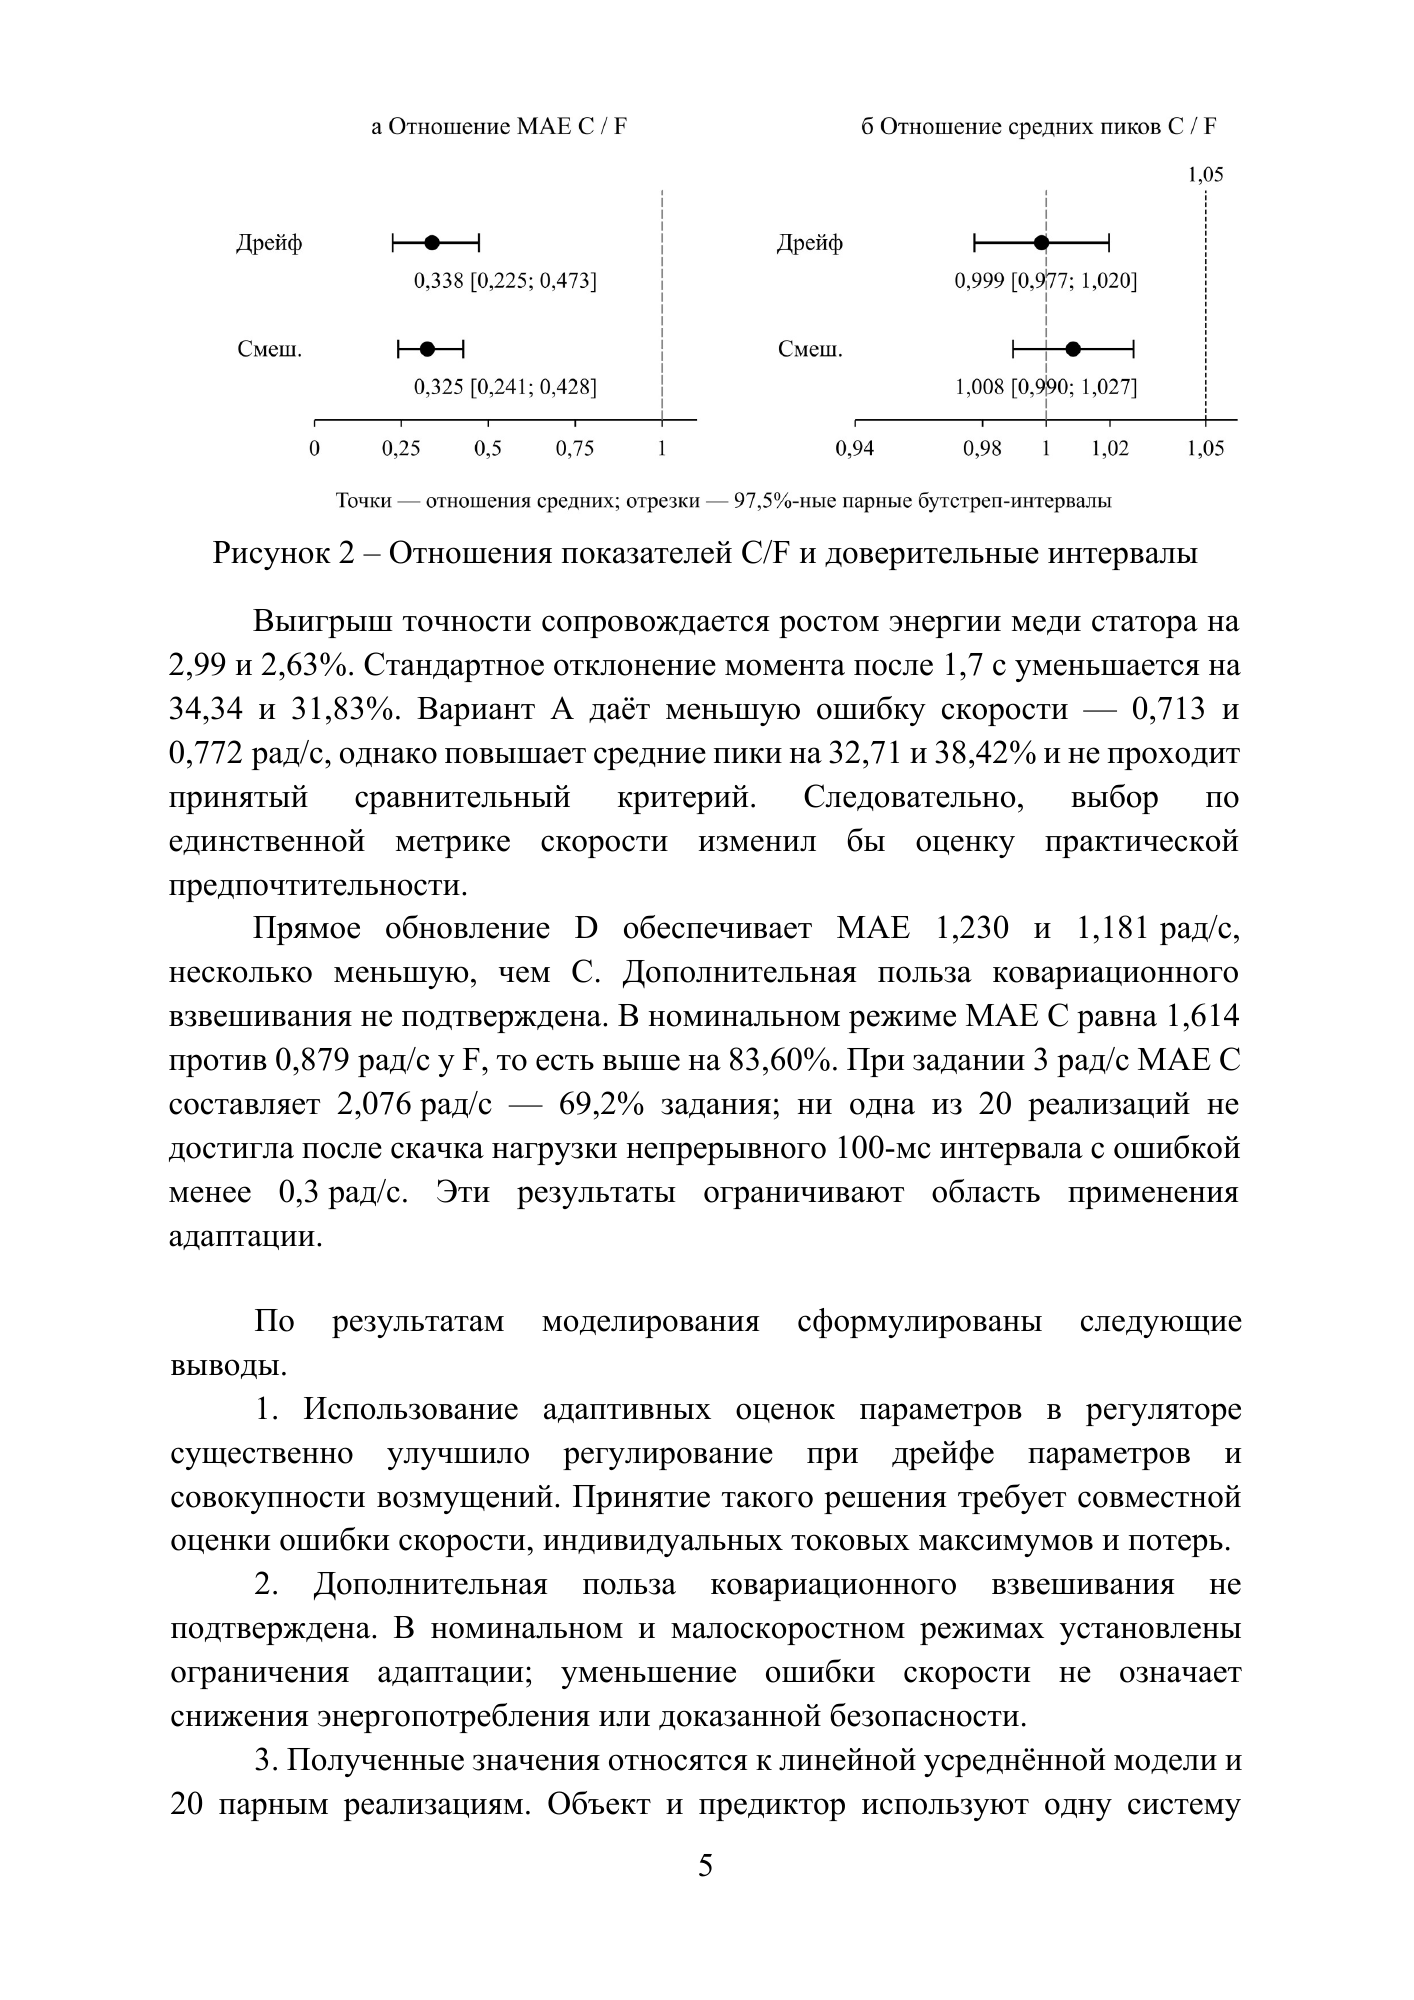 а Отношение MAE C / F
б Отношение средних пиков C / F
1,05
Дрейф
0,338 [0,225; 0,473]
Смеш.
0,325 [0,241; 0,428]
0 0,25 0,5 0,75 1
Дрейф
0,999 [0,977; 1,020]
Смеш.
1,008 [0,990; 1,027]
0,94 0,98 1 1,02 1,05
Точки — отношения средних; отрезки — 97,5%-ные парные бутстреп-интервалы
Рисунок 2 – Отношения показателей C/F и доверительные интервалы
Выигрыш точности сопровождается ростом энергии меди статора на
2,99 и 2,63%. Стандартное отклонение момента после 1,7 с уменьшается на
34,34 и 31,83%. Вариант A даёт меньшую ошибку скорости — 0,713 и
0,772 рад/с, однако повышает средние пики на 32,71 и 38,42% и не проходит
принятый сравнительный критерий. Следовательно, выбор по
единственной метрике скорости изменил бы оценку практической
предпочтительности.
Прямое обновление D обеспечивает MAE 1,230 и 1,181 рад/с,
несколько меньшую, чем C. Дополнительная польза ковариационного
взвешивания не подтверждена. В номинальном режиме MAE C равна 1,614
против 0,879 рад/с у F, то есть выше на 83,60%. При задании 3 рад/с MAE C
составляет 2,076 рад/с — 69,2% задания; ни одна из 20 реализаций не
достигла после скачка нагрузки непрерывного 100-мс интервала с ошибкой
менее 0,3 рад/с. Эти результаты ограничивают область применения
адаптации.
По результатам моделирования сформулированы следующие
выводы.
1. Использование адаптивных оценок параметров в регуляторе
существенно улучшило регулирование при дрейфе параметров и
совокупности возмущений. Принятие такого решения требует совместной
оценки ошибки скорости, индивидуальных токовых максимумов и потерь.
2. Дополнительная польза ковариационного взвешивания не
подтверждена. В номинальном и малоскоростном режимах установлены
ограничения адаптации; уменьшение ошибки скорости не означает
снижения энергопотребления или доказанной безопасности.
3. Полученные значения относятся к линейной усреднённой модели и
20 парным реализациям. Объект и предиктор используют одну систему
5